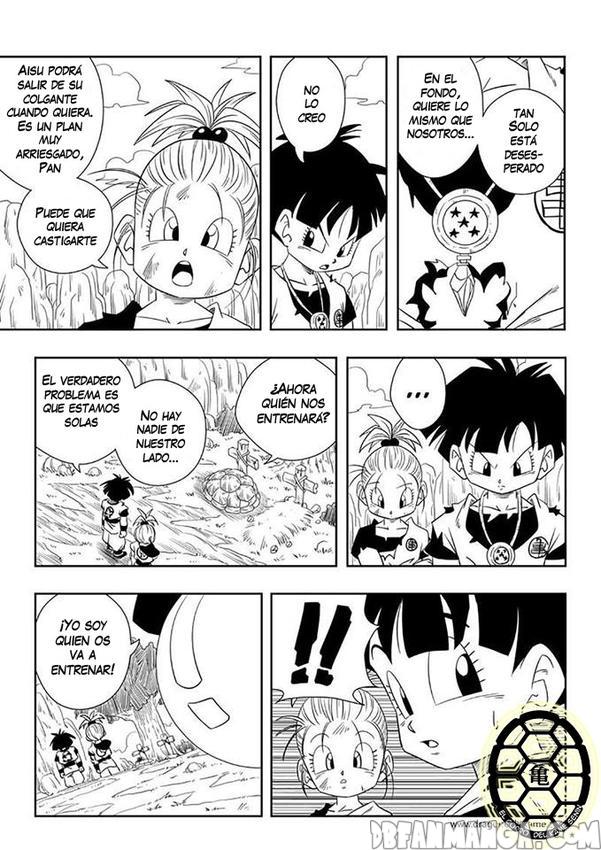 AISU PODRÁ
SALIR DE SU
COLGANTE
CUANDO QUIERA.
ES UN PLAN
MUY
ARRIESGADO,
PAN
PUEDE QUE
QUIERA
CASTIGARTE
NO
LO
CREO
EN EL
FONDO,
QUIERE LO
MISMO QUE
NOSOTROS...
TAN
SOLO
ESTÁ
DESES-
PERADO
EL VERDADERO
PROBLEMA ES
QUE ESTAMOS
SOLAS
NO HAY
NADIE DE
NUESTRO
LADO...
¿AHORA
QUIÉN NOS
ENTRENARÁ?
...
¡YO SOY
QUIEN OS
VA A
ENTRENAR!
!!
亀
DBFANMANGA.COM